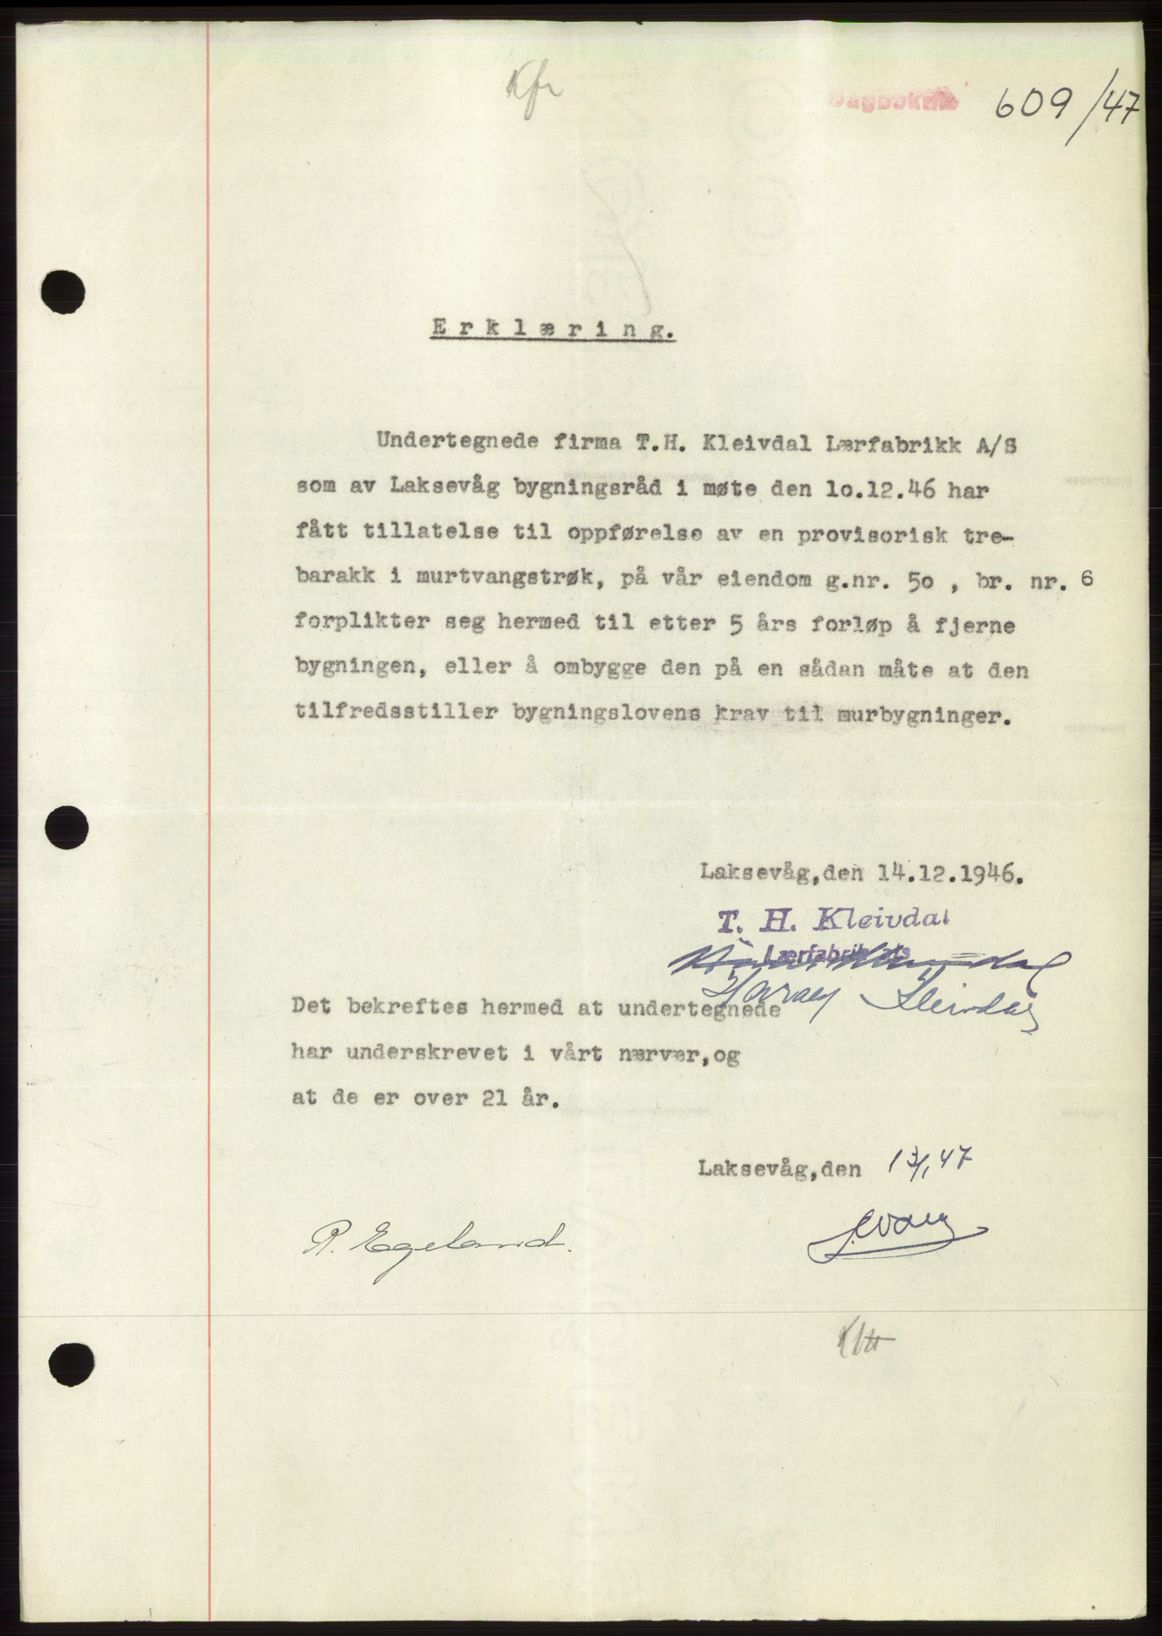 Kfr
Dagbok 609/47
Erklæring.
Undertegnede firma T.H. Kleivdal Lærfabrikk A/S
som av Laksevåg bygningsråd i møte den 1o.12.46 har
fått tillatelse til oppførelse av en provisorisk tre-
barakk i murtvangstrøk, på vår eiendom g.nr. 5o , br. nr. 6
forplikter seg hermed til etter 5 års forløp å fjerne
bygningen, eller å ombygge den på en sådan måte at den
tilfredsstiller bygningslovens krav til murbygninger.
Laksevåg,den 14.12.1946.
T. H. Kleivdal
Lærfabrikk a/s
Kleivdal
Det bekreftes hermed at undertegnede
har underskrevet i vårt nærvær,og
at de er over 21 år.
Laksevåg,den 13/1,47
R. Egeland.